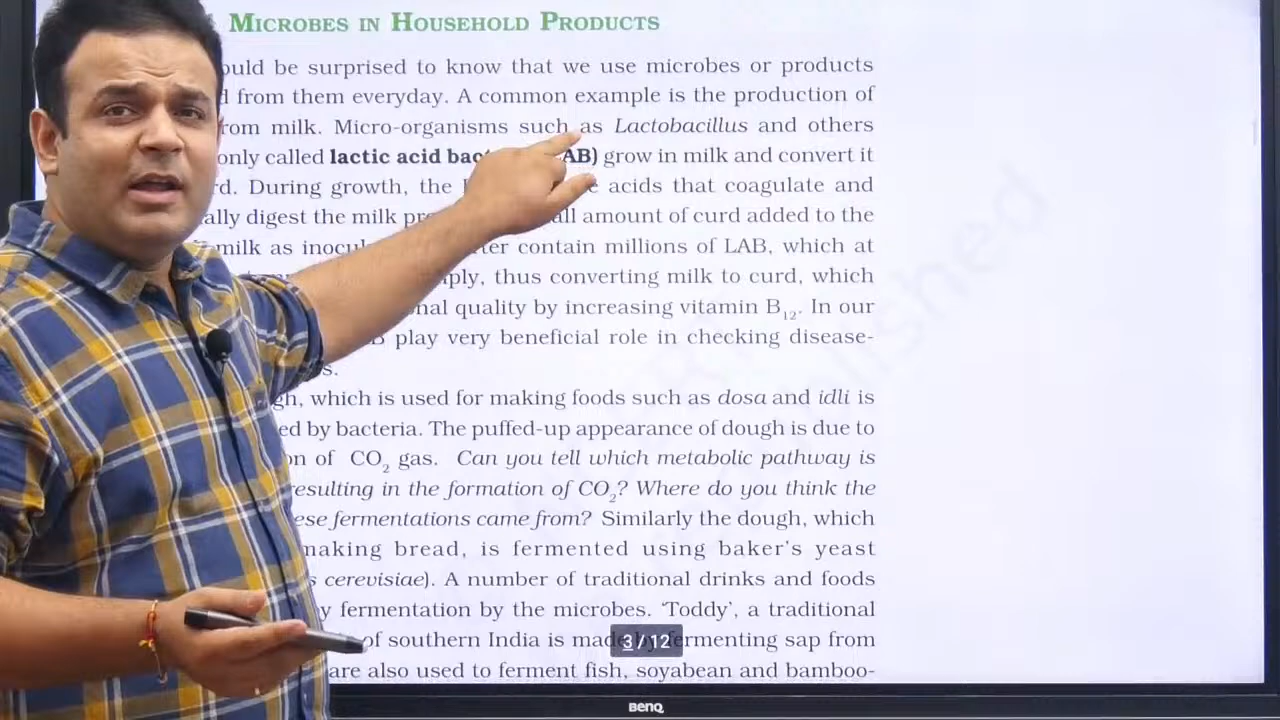 MICROBES IN HOUSEHOLD PRODUCTS
ould be surprised to know that we use microbes or products
d from them everyday. A common example is the production of
rom milk. Micro-organisms such as Lactobacillus and others
only called lactic acid bac AB) grow in milk and convert it
rd. During growth, the acids that coagulate and
ally digest the milk pr all amount of curd added to the
milk as inocul ter contain millions of LAB, which at
ply, thus converting milk to curd, which
nal quality by increasing vitamin B12. In our
B play very beneficial role in checking disease-
s.
gh, which is used for making foods such as dosa and idli is
ed by bacteria. The puffed-up appearance of dough is due to
on of CO2 gas. Can you tell which metabolic pathway is
resulting in the formation of CO2? Where do you think the
ese fermentations came from? Similarly the dough, which
making bread, is fermented using baker's yeast
s cerevisiae). A number of traditional drinks and foods
y fermentation by the microbes. 'Toddy', a traditional
of southern India is made by fermenting sap from
are also used to ferment fish, soyabean and bamboo-
3 / 12
BenQ